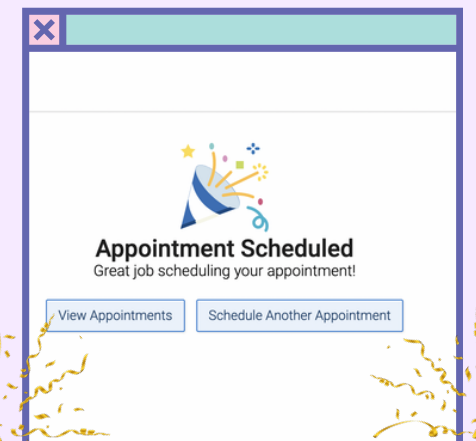 Appointment Scheduled
Great job scheduling your appointment!
View Appointments
Schedule Another Appointment